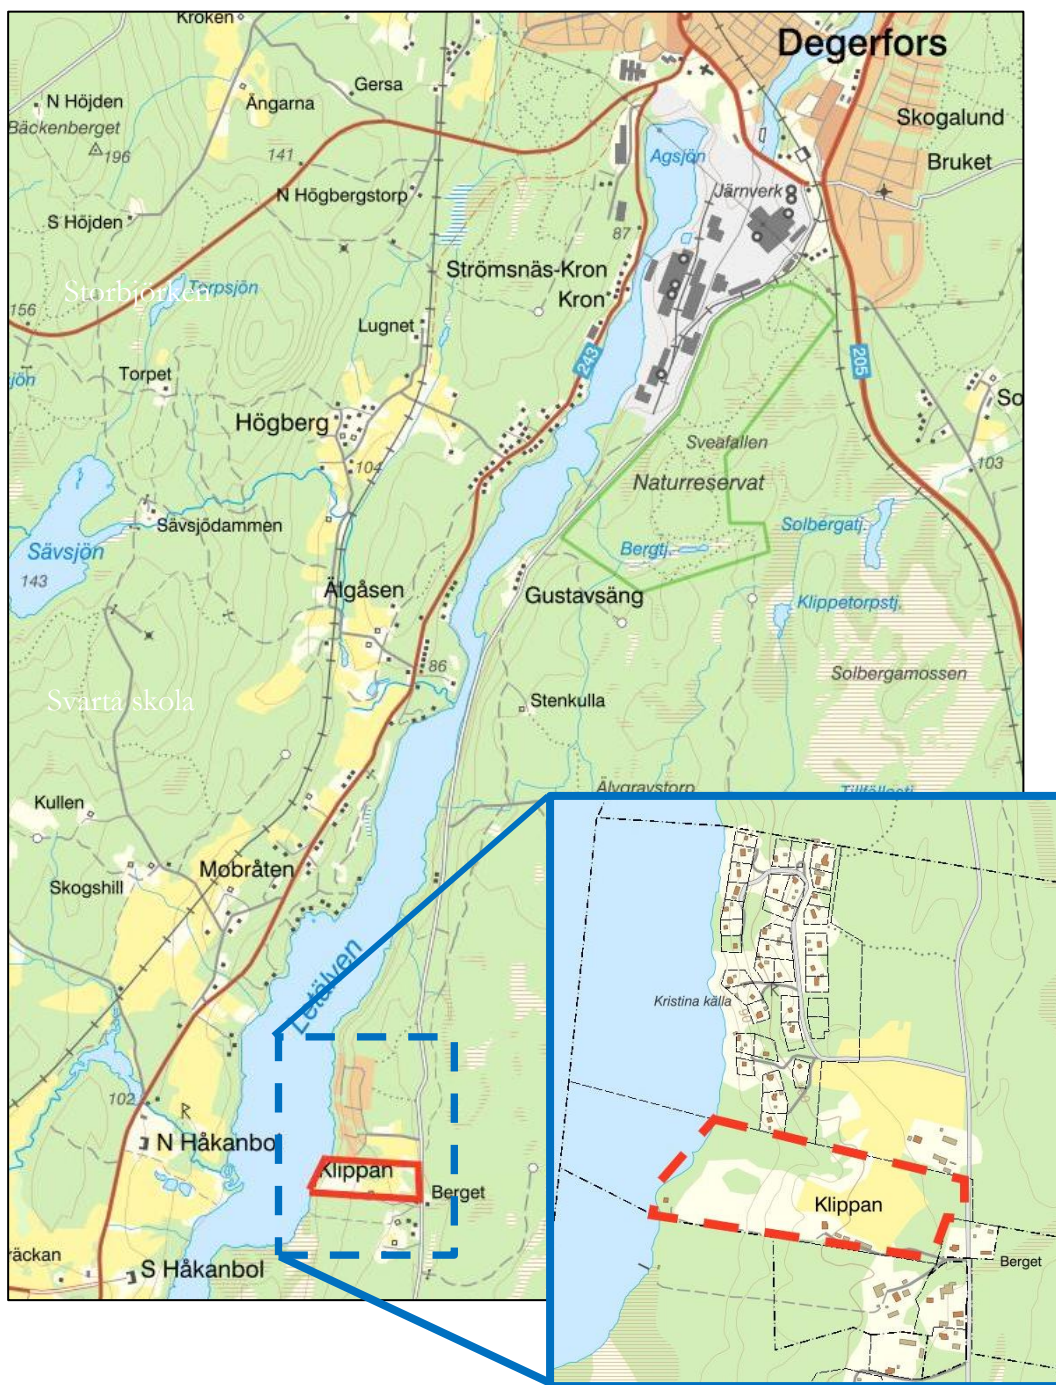 Kroken
Degerfors
Gersa
N Höjden
Ängarna
Bäckenberget
196
141
Agsjön
Skogalund
Bruket
Järnverk
N Högbergstorp
S Höjden
87
Strömsnäs-Kron
Kron
Storbjörken
Torpsjön
156
Lugnet
243
205
jön
Torpet
So
Högberg
Sveafallen
104
Naturreservat
103
Sävsjödammen
Solbergatj.
Sävsjön
143
Bergtj.
Älgåsen
Gustavsäng
Klippetorpstj.
86
Solbergamossen
Svartå skola
Stenkulla
Älvgravstorp
Tillfällestj
Kullen
Mobråten
Skogshill
Letälven
Kristina källa
102
R
N Håkanbol
Klippan
Berget
Klippan
räckan
S Håkanbol
Berget